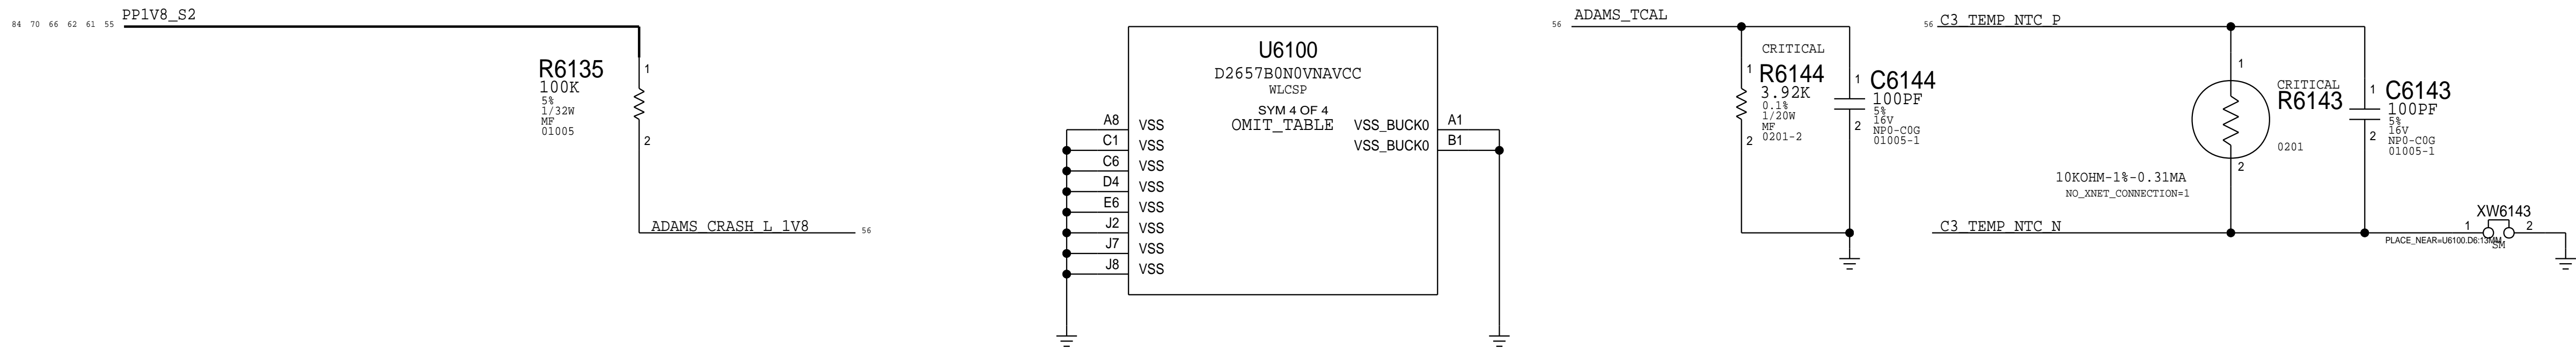 PP1V8_S2
84 70 66 62 61 55
R6135
100K
5%
1/32W
MF
01005
1
2
ADAMS_CRASH_L_1V8
56
U6100
D2657B0N0VNAVCC
WLCSP
SYM 4 OF 4
OMIT_TABLE
A8 VSS
C1 VSS
C6 VSS
D4 VSS
E6 VSS
J2 VSS
J7 VSS
J8 VSS
VSS_BUCK0 A1
VSS_BUCK0 B1
56 ADAMS_TCAL
CRITICAL
1
R6144
3.92K
0.1%
1/20W
MF
0201-2
2
1
C6144
100PF
5%
16V
NP0-C0G
01005-1
2
56 C3_TEMP_NTC_P
1
CRITICAL
R6143
0201
2
10KOHM-1%-0.31MA
NO_XNET_CONNECTION=1
1
C6143
100PF
5%
16V
NP0-C0G
01005-1
2
C3_TEMP_NTC_N
XW6143
1 2
PLACE_NEAR=U6100.D6:13MM
SM